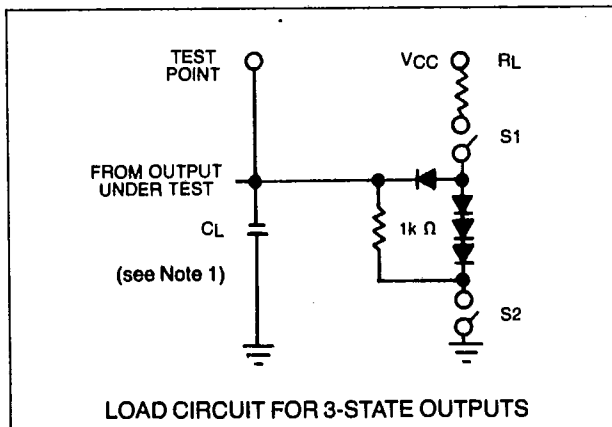 TEST
POINT
VCC
RL
S1
FROM OUTPUT
UNDER TEST
CL
1k Ω
(see Note 1)
S2
LOAD CIRCUIT FOR 3-STATE OUTPUTS